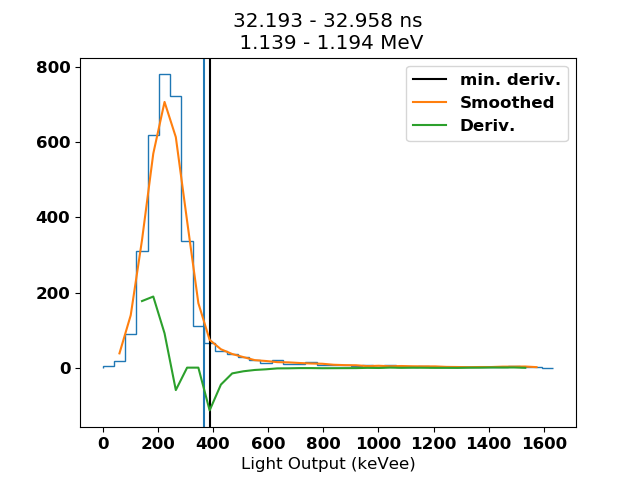 32.193 - 32.958 ns
1.139 - 1.194 MeV
min. deriv.
Smoothed
Deriv.
800
600
400
200
0
0 200 400 600 800 1000 1200 1400 1600
Light Output (keVee)